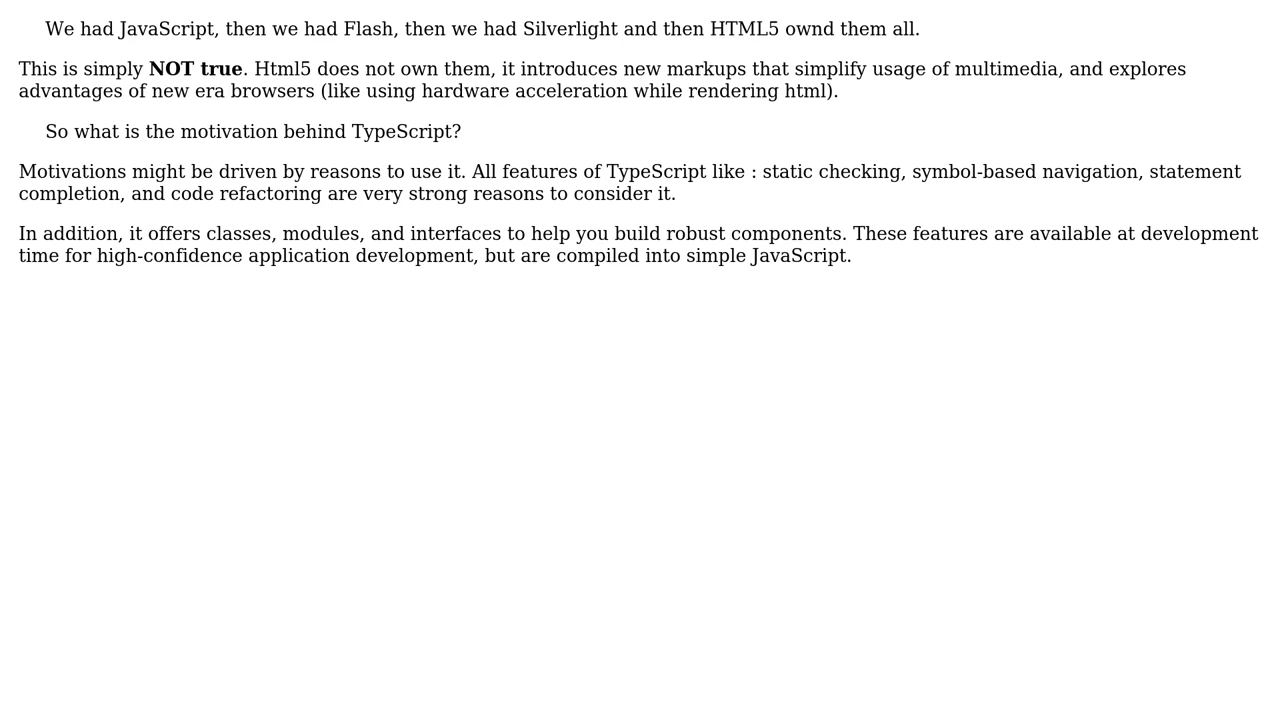 We had JavaScript, then we had Flash, then we had Silverlight and then HTML5 ownd them all.
This is simply NOT true. Html5 does not own them, it introduces new markups that simplify usage of multimedia, and explores
advantages of new era browsers (like using hardware acceleration while rendering html).
So what is the motivation behind TypeScript?
Motivations might be driven by reasons to use it. All features of TypeScript like : static checking, symbol-based navigation, statement
completion, and code refactoring are very strong reasons to consider it.
In addition, it offers classes, modules, and interfaces to help you build robust components. These features are available at development
time for high-confidence application development, but are compiled into simple JavaScript.